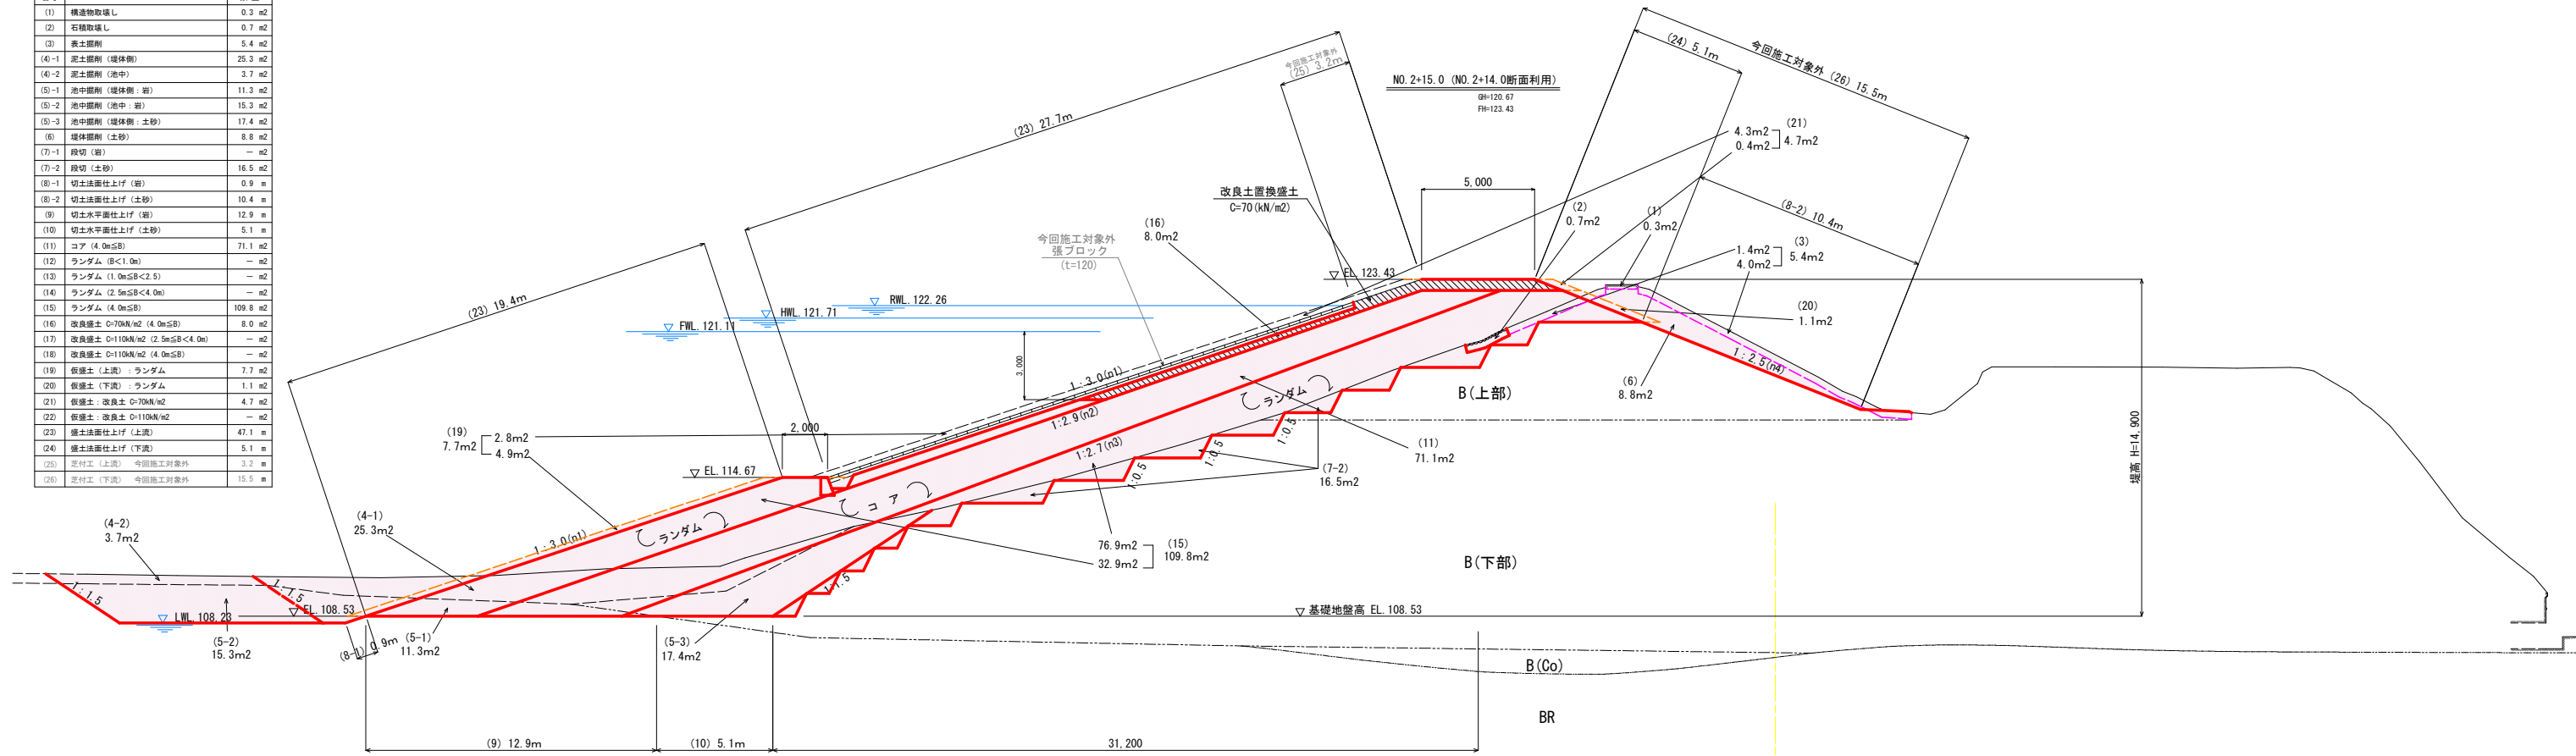 (1) 構造物取壊し 0.3 m2
(2) 石積取壊し 0.7 m2
(3) 表土掘削 5.4 m2
(4)-1 泥土掘削（堤体側） 25.3 m2
(4)-2 泥土掘削（池中） 3.7 m2
(5)-1 池中掘削（堤体側：岩） 11.3 m2
(5)-2 池中掘削（池中：岩） 15.3 m2
(5)-3 池中掘削（堤体側：土砂） 17.4 m2
(6) 堤体掘削（土砂） 8.8 m2
(7)-1 段切（岩） － m2
(7)-2 段切（土砂） 16.5 m2
(8)-1 切土法面仕上げ（岩） 0.9 m
(8)-2 切土法面仕上げ（土砂） 10.4 m
(9) 切土水平面仕上げ（岩） 12.9 m
(10) 切土水平面仕上げ（土砂） 5.1 m
(11) コア（4.0m≦B） 71.1 m2
(12) ランダム（B<1.0m） － m2
(13) ランダム（1.0m≦B<2.5） － m2
(14) ランダム（2.5m≦B<4.0m） － m2
(15) ランダム（4.0m≦B） 109.8 m2
(16) 改良盛土 C=70kN/m2（4.0m≦B） 8.0 m2
(17) 改良盛土 C=110kN/m2（2.5m≦B<4.0m） － m2
(18) 改良盛土 C=110kN/m2（4.0m≦B） － m2
(19) 仮盛土（上流）：ランダム 7.7 m2
(20) 仮盛土（下流）：ランダム 1.1 m2
(21) 仮盛土：改良土 C=70kN/m2 4.7 m2
(22) 仮盛土：改良土 C=110kN/m2 － m2
(23) 盛土法面仕上げ（上流） 47.1 m
(24) 盛土法面仕上げ（下流） 5.1 m
(25) 芝付工（上流） 今回施工対象外 3.2 m
(26) 芝付工（下流） 今回施工対象外 15.5 m
NO.2+15.0（NO.2+14.0断面利用）
GH=120.67
FH=123.43
今回施工対象外
(25) 3.2m
(24) 5.1m
今回施工対象外 (26) 15.5m
(23) 27.7m
(23) 19.4m
(21)
4.3m2
0.4m2
4.7m2
5,000
改良土置換盛土
C=70(kN/m2)
(2)
0.7m2
(1)
0.3m2
(8-2) 10.4m
(16)
8.0m2
今回施工対象外
張ブロック
(t=120)
(3)
1.4m2
4.0m2
5.4m2
EL.123.43
RWL.122.26
HWL.121.71
FWL.121.11
(20)
1.1m2
3,000
1:3.0(n1)
1:2.9(n2)
1:2.7(n3)
1:2.5(n4)
ランダム
B(上部)
(6)
8.8m2
堤高 H=14,900
(19)
2.8m2
4.9m2
7.7m2
2,000
1:0.5
1:0.5
1:0.5
(11)
71.1m2
EL.114.67
(7-2)
16.5m2
コ ア
ランダム
(4-2)
3.7m2
(4-1)
25.3m2
1:3.0(n1)
76.9m2
32.9m2
(15)
109.8m2
B(下部)
1:1.5
1:1.5
1:1.5
LWL.108.23
EL.108.53
基礎地盤高 EL.108.53
(5-2)
15.3m2
(8-1) 0.9m
(5-1)
11.3m2
(5-3)
17.4m2
B(Co)
BR
(9) 12.9m
(10) 5.1m
31,200